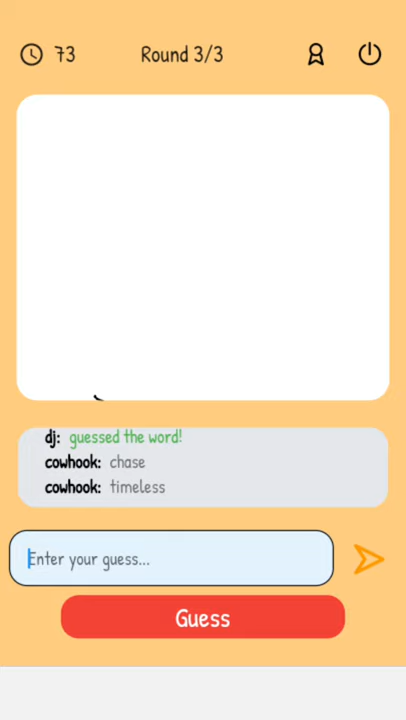 73
Round 3/3
dj: guessed the word!
cowhook: chase
cowhook: timeless
Enter your guess...
Guess